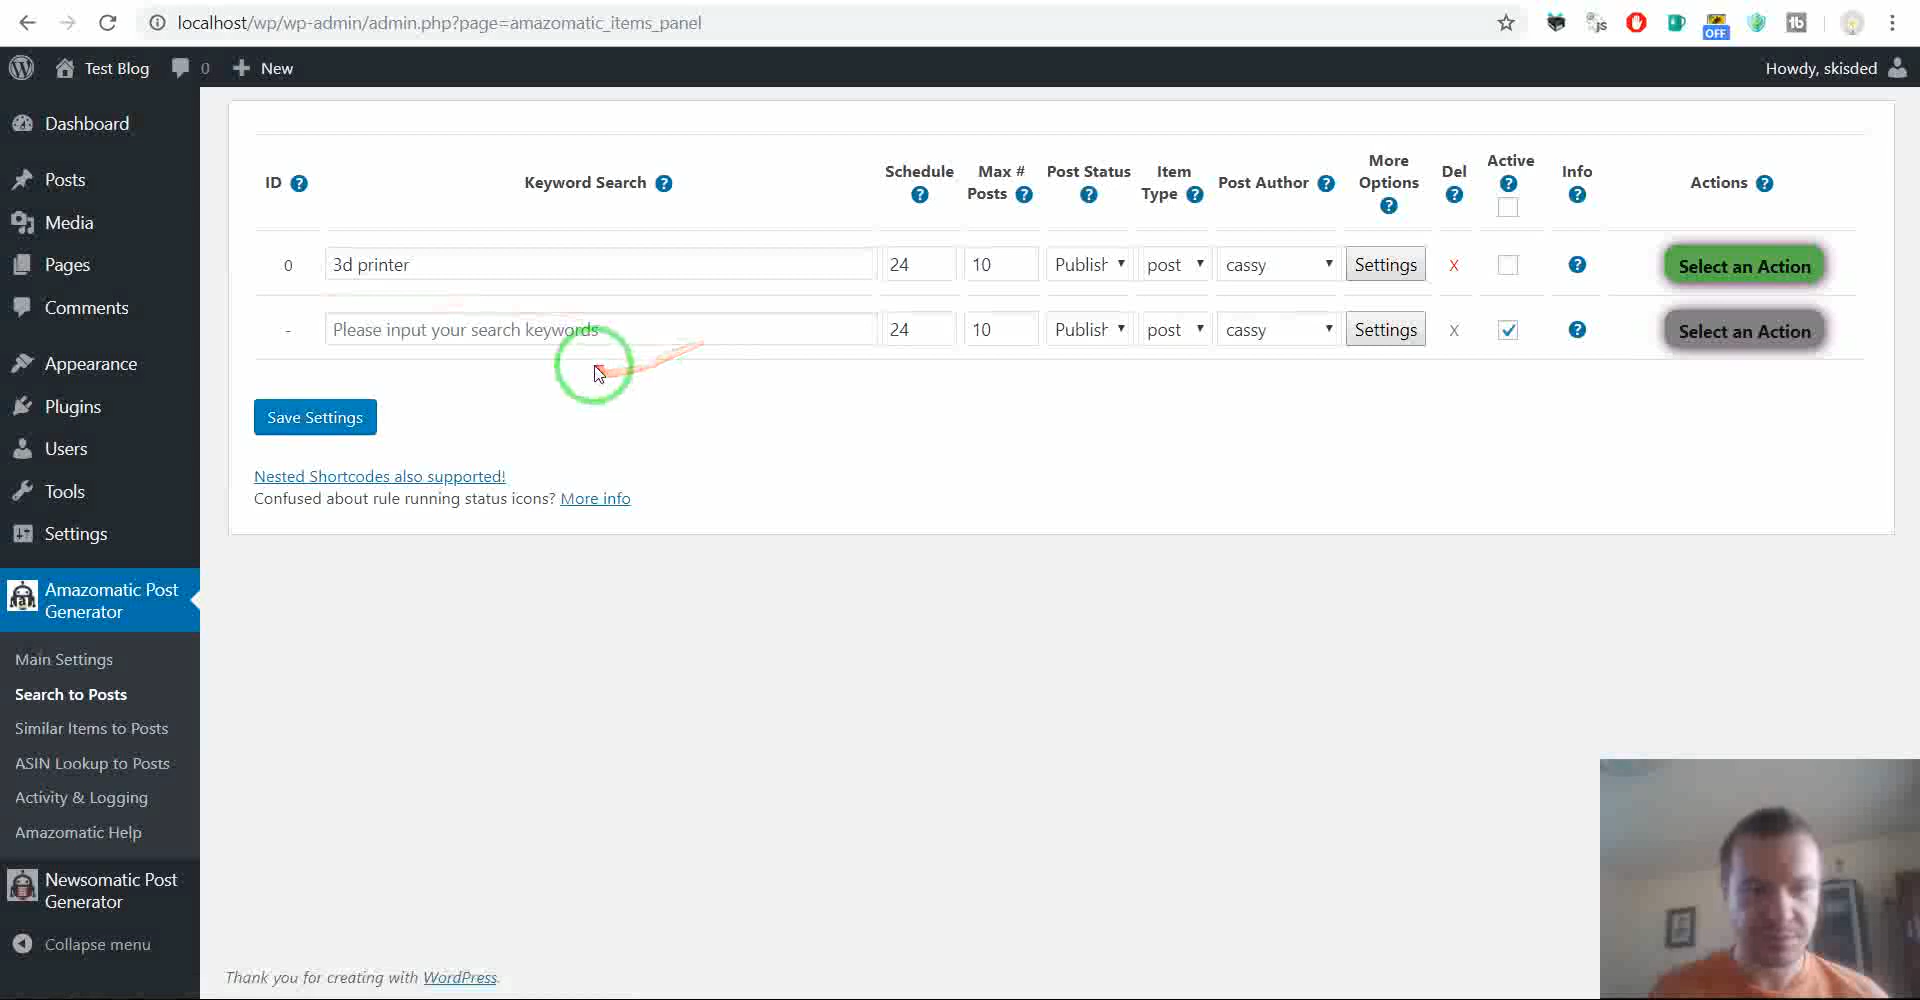 localhost/wp/wp-admin/admin.php?page=amazomatic_items_panel
JS
OFF
Test Blog 0 New Howdy, skisded
Dashboard
Posts
Media
Pages
Comments
Appearance
Plugins
Users
Tools
Settings
Amazomatic Post
Generator
Main Settings
Search to Posts
Similar Items to Posts
ASIN Lookup to Posts
Activity & Logging
Amazomatic Help
Newsomatic Post
Generator
Collapse menu
ID ? Keyword Search ? Schedule ? Max # Posts ? Post Status ? Item Type ? Post Author ? More Options ? Del ? Active ? Info ? Actions ?
0 3d printer 24 10 Publish post cassy Settings X ? Select an Action
- Please input your search keywords 24 10 Publish post cassy Settings X ? Select an Action
Save Settings
Nested Shortcodes also supported!
Confused about rule running status icons? More info
Thank you for creating with WordPress.